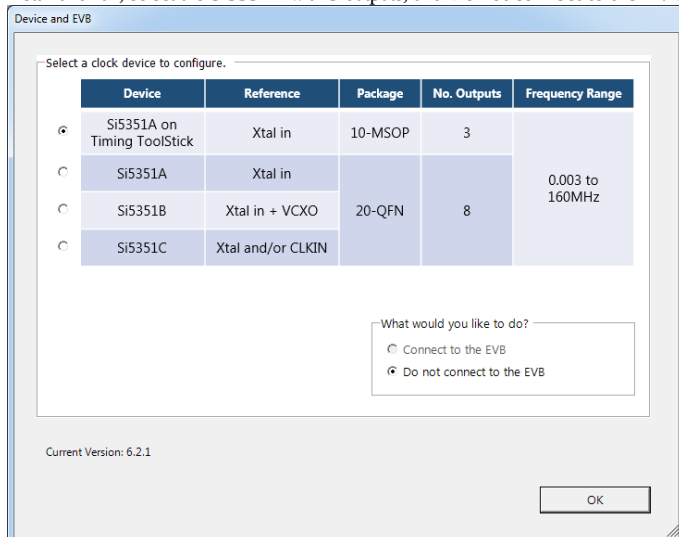 Device and EVB
Select a clock device to configure.
Device Reference Package No. Outputs Frequency Range
Si5351A on Timing ToolStick Xtal in 10-MSOP 3
Si5351A Xtal in
Si5351B Xtal in + VCXO 20-QFN 8
Si5351C Xtal and/or CLKIN
0.003 to
160MHz
What would you like to do?
Connect to the EVB
Do not connect to the EVB
Current Version: 6.2.1
OK